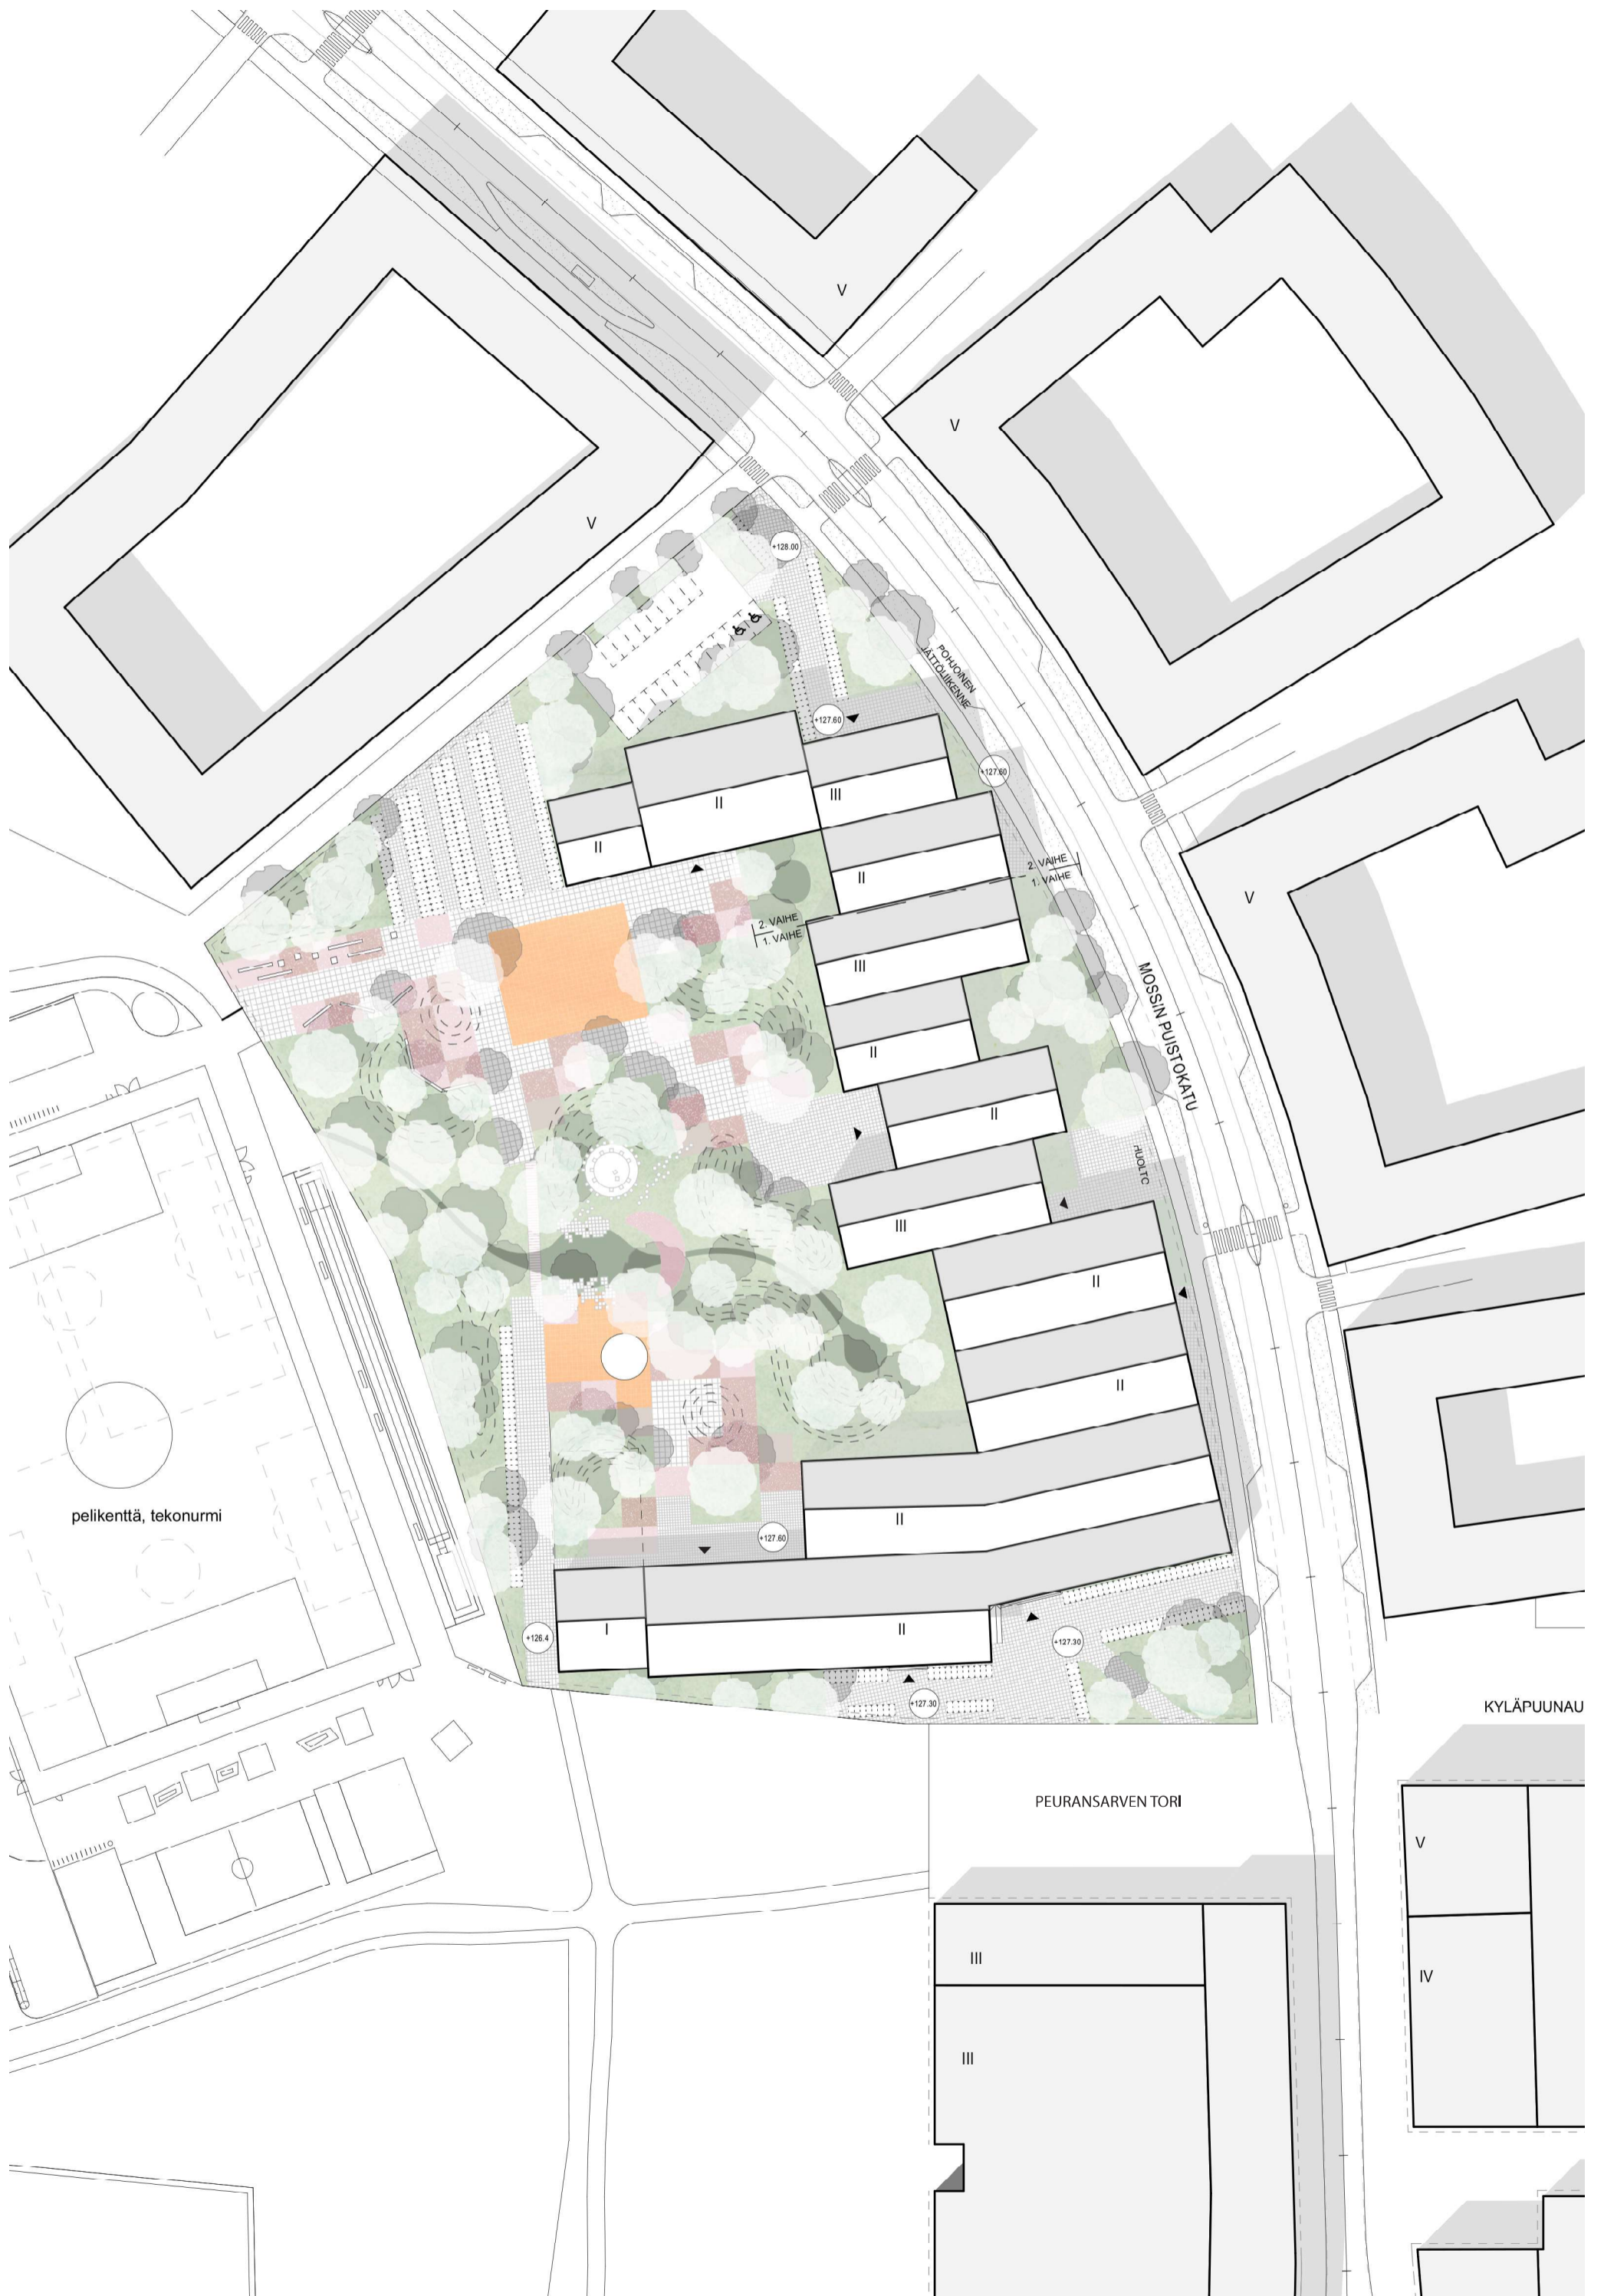 V
V
V
+128.00
POHJOINEN
JÄTTÖLIIKENNE
+127.60
+127.60
II
III
II
II
2. VAIHE
1. VAIHE
V
2. VAIHE
1. VAIHE
III
MOSSIN PUISTOKATU
II
II
HUOLTO
III
II
II
pelikenttä, tekonurmi
II
+127.60
I
II
+126.4
+127.30
+127.30
KYLÄPUUNAU
PEURANSARVEN TORI
V
III
IV
III